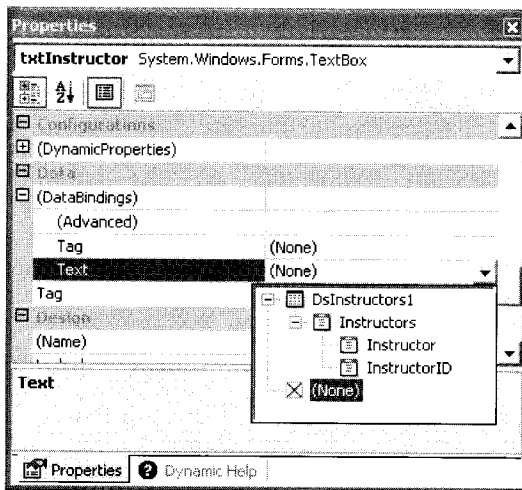 Properties
txtInstructor System.Windows.Forms.TextBox
Configurations
(DynamicProperties)
Data
(DataBindings)
(Advanced)
Tag (None)
Text (None)
Tag
DsInstructors1
Instructors
Instructor
InstructorID
(None)
Design
(Name)
Text
Properties
Dynamic Help